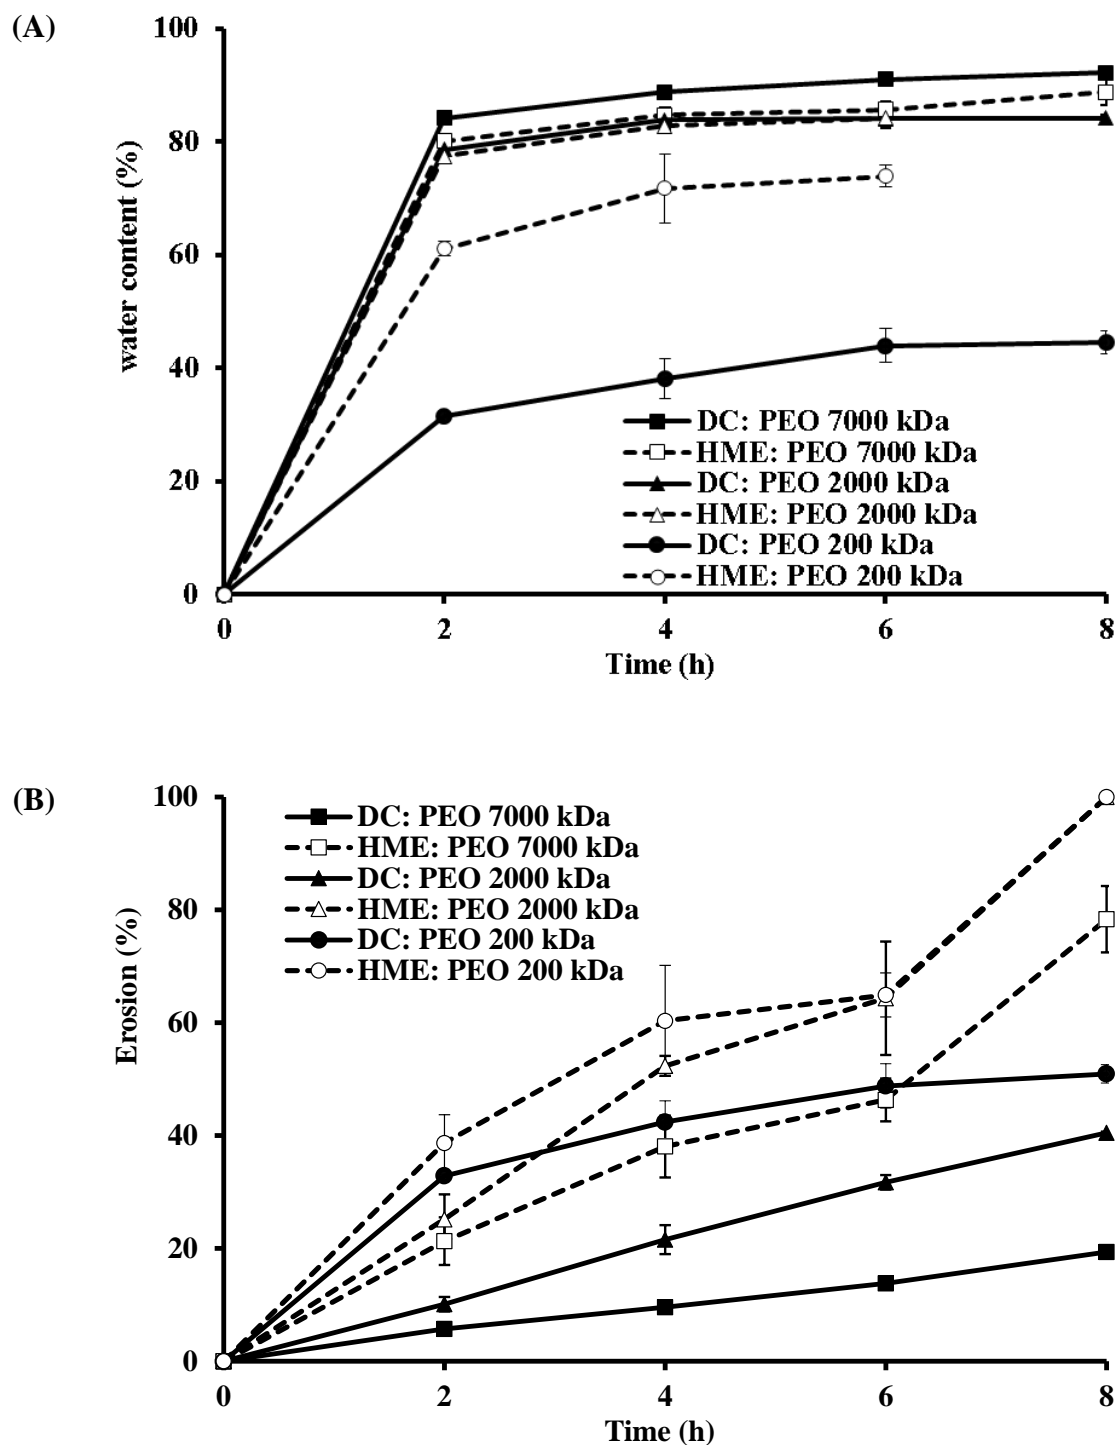 (A)
100
80
60
40
20
0
water content (%)
DC: PEO 7000 kDa
HME: PEO 7000 kDa
DC: PEO 2000 kDa
HME: PEO 2000 kDa
DC: PEO 200 kDa
HME: PEO 200 kDa
0 2 4 6 8
Time (h)
(B)
100
80
60
40
20
0
Erosion (%)
DC: PEO 7000 kDa
HME: PEO 7000 kDa
DC: PEO 2000 kDa
HME: PEO 2000 kDa
DC: PEO 200 kDa
HME: PEO 200 kDa
0 2 4 6 8
Time (h)